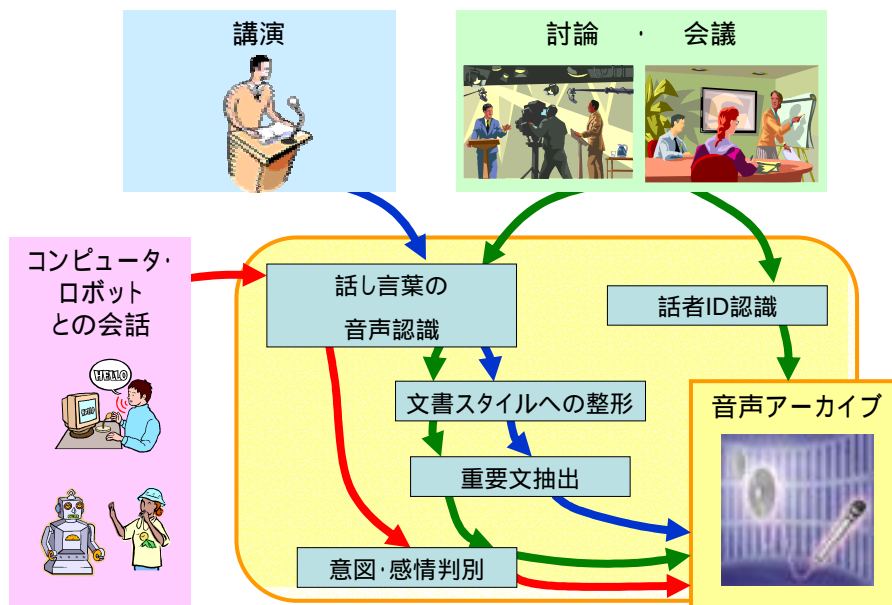 講演
討論 ・ 会議
コンピュータ・
ロボット
との会話
HELLO
HELLO
話し言葉の
音声認識
話者ID認識
文書スタイルへの整形
重要文抽出
意図・感情判別
音声アーカイブ